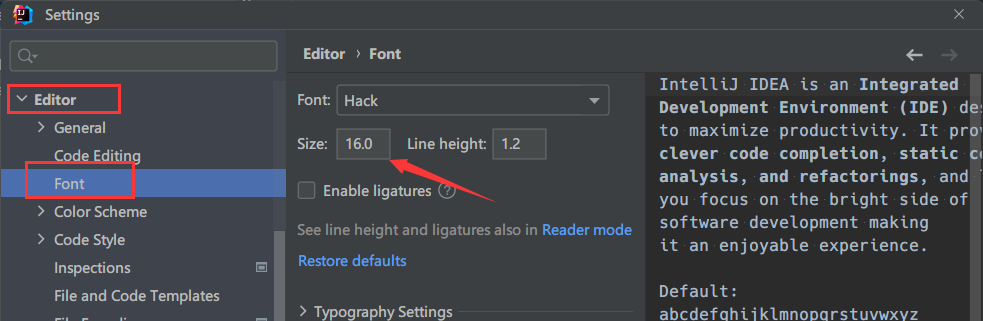 Settings
Editor
General
Code Editing
Font
Color Scheme
Code Style
Inspections
File and Code Templates
Editor › Font
Font: Hack
Size: 16.0 Line height: 1.2
Enable ligatures ?
See line height and ligatures also in Reader mode
Restore defaults
Typography Settings
IntelliJ IDEA is an Integrated
Development Environment (IDE) des
to maximize productivity. It prov
clever code completion, static co
analysis, and refactorings, and l
you focus on the bright side of
software development making
it an enjoyable experience.
Default:
abcdefghijklmnopqrstuvwxyz